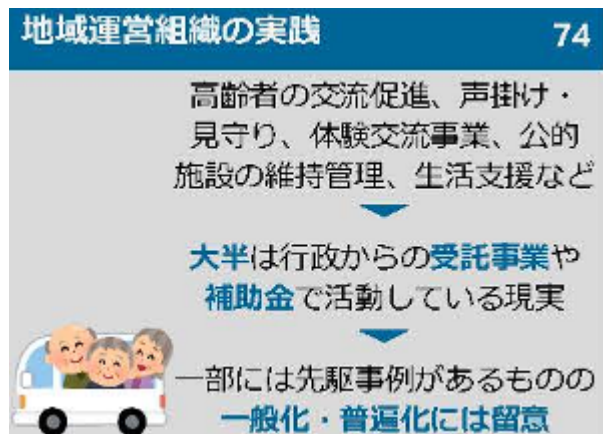 地域運営組織の実践
74
高齢者の交流促進、声掛け・
見守り、体験交流事業、公的
施設の維持管理、生活支援など
大半は行政からの受託事業や
補助金で活動している現実
一部には先駆事例があるものの
一般化・普遍化には留意